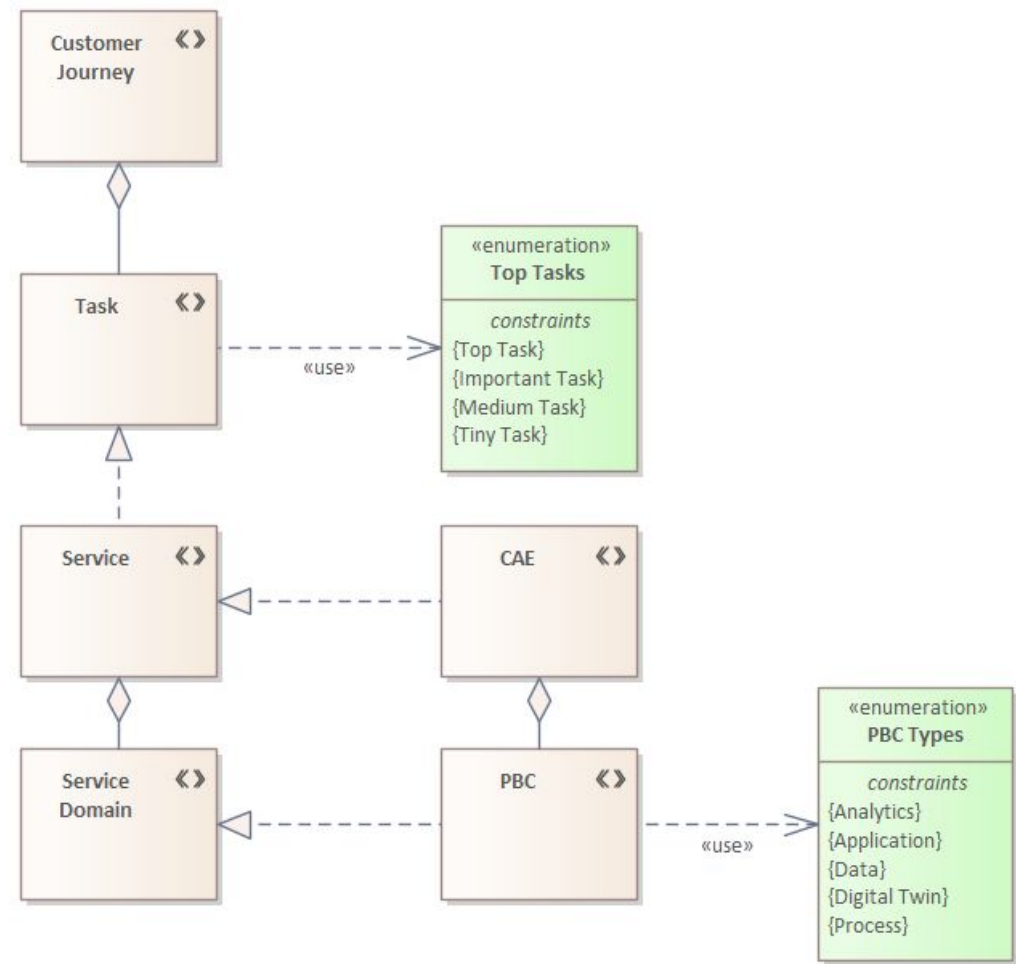 Customer
Journey
Task
«use»
«enumeration»
Top Tasks
constraints
{Top Task}
{Important Task}
{Medium Task}
{Tiny Task}
Service
CAE
Service
Domain
PBC
«use»
«enumeration»
PBC Types
constraints
{Analytics}
{Application}
{Data}
{Digital Twin}
{Process}